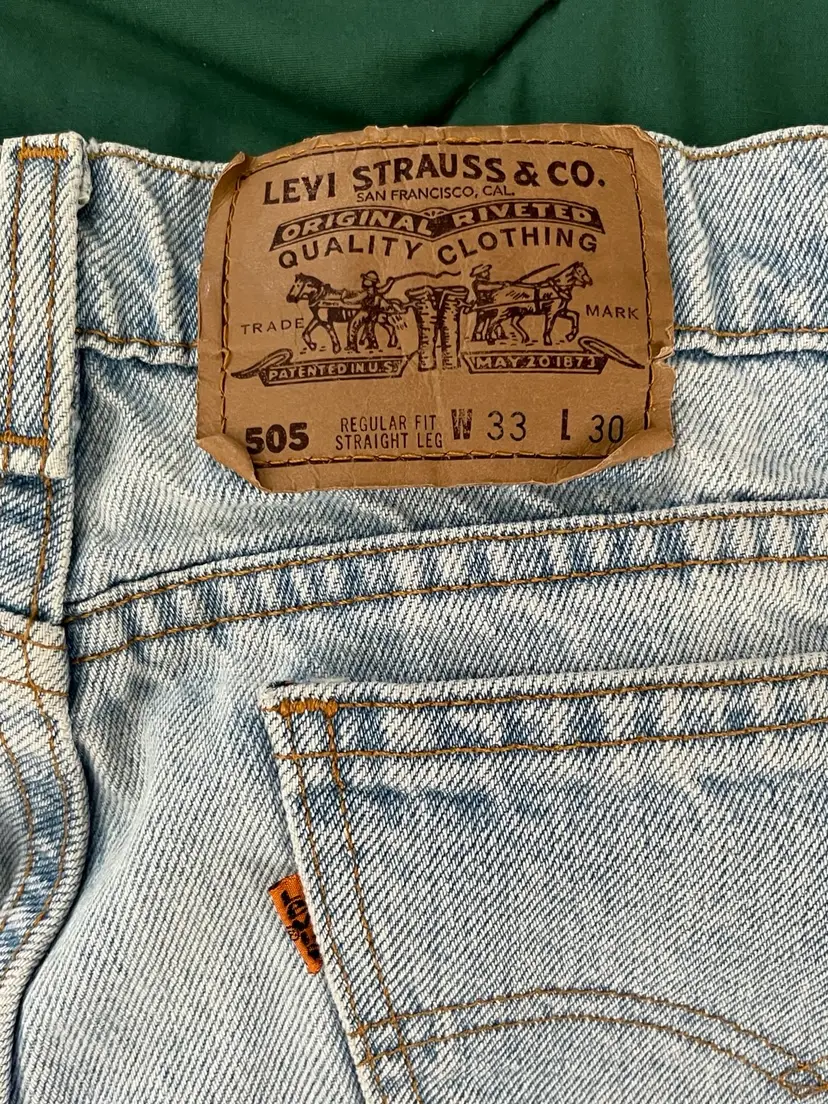 LEVI STRAUSS & CO.
SAN FRANCISCO, CAL.
ORIGINAL RIVETED
QUALITY CLOTHING
TRADE MARK
PATENTED IN U.S. MAY 20 1873
505 REGULAR FIT STRAIGHT LEG W 33 L 30
LEVI'S